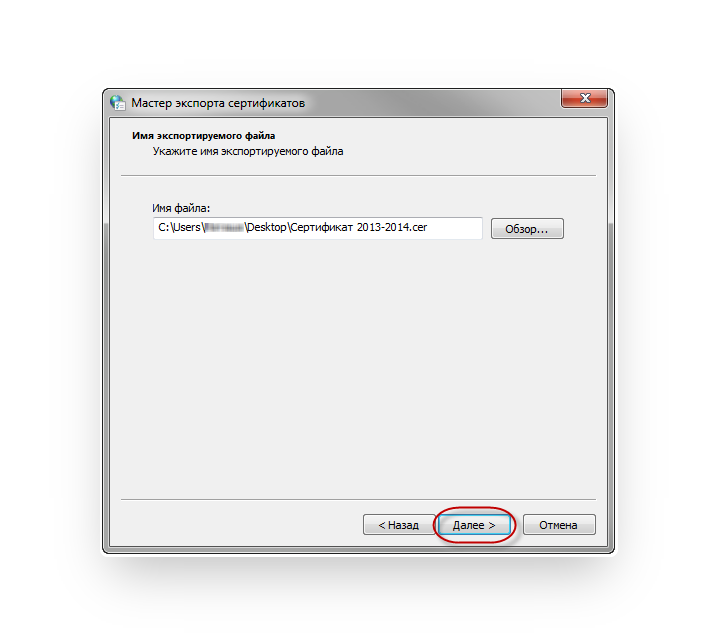 Мастер экспорта сертификатов
Имя экспортируемого файла
Укажите имя экспортируемого файла
Имя файла:
C:\Users\ \Desktop\Сертификат 2013-2014.cer
Обзор...
< Назад
Далее >
Отмена